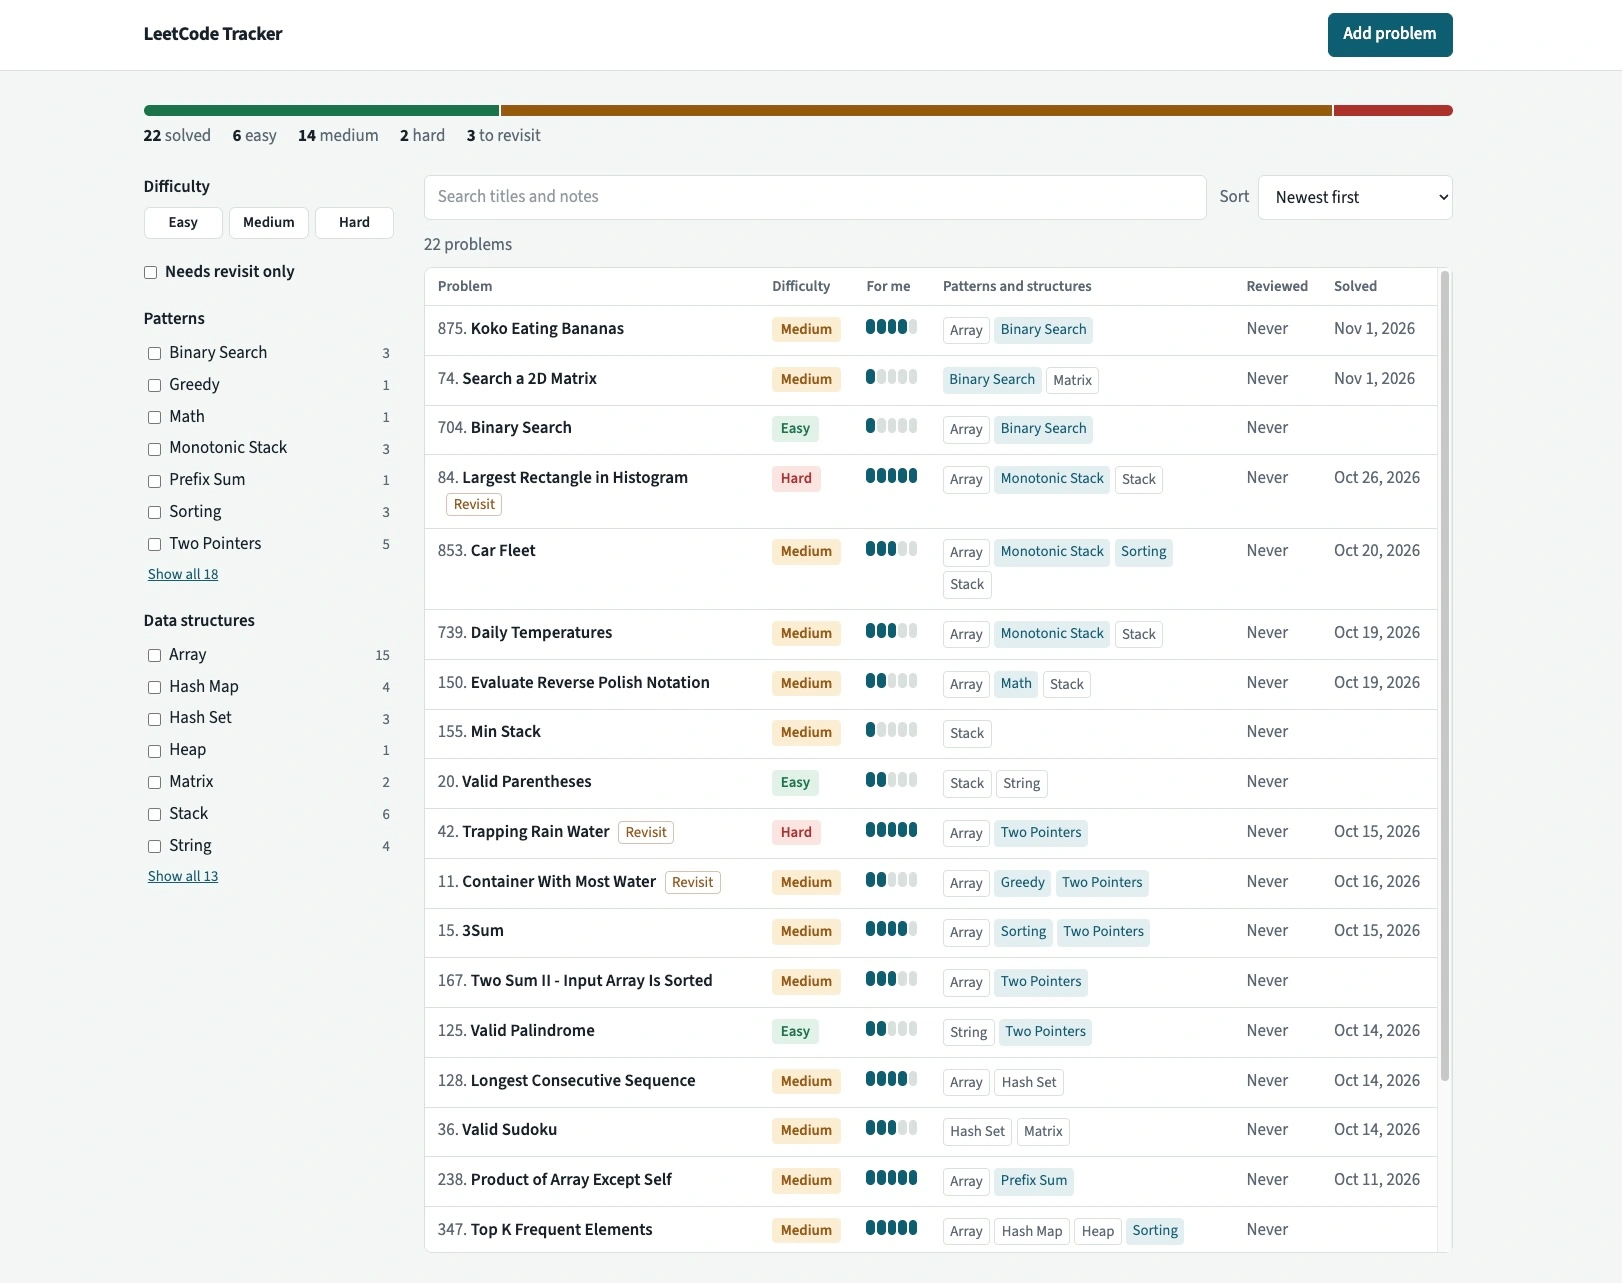 LeetCode Tracker
Add problem
22 solved 6 easy 14 medium 2 hard 3 to revisit
Difficulty
Easy Medium Hard
Needs revisit only
Patterns
Binary Search 3
Greedy 1
Math 1
Monotonic Stack 3
Prefix Sum 1
Sorting 3
Two Pointers 5
Show all 18
Data structures
Array 15
Hash Map 4
Hash Set 3
Heap 1
Matrix 2
Stack 6
String 4
Show all 13
Search titles and notes Sort Newest first
22 problems
Problem Difficulty For me Patterns and structures Reviewed Solved
875. Koko Eating Bananas Medium Array Binary Search Never Nov 1, 2026
74. Search a 2D Matrix Medium Binary Search Matrix Never Nov 1, 2026
704. Binary Search Easy Array Binary Search Never
84. Largest Rectangle in Histogram Hard Array Monotonic Stack Stack Never Oct 26, 2026
Revisit
853. Car Fleet Medium Array Monotonic Stack Sorting Never Oct 20, 2026
Stack
739. Daily Temperatures Medium Array Monotonic Stack Stack Never Oct 19, 2026
150. Evaluate Reverse Polish Notation Medium Array Math Stack Never Oct 19, 2026
155. Min Stack Medium Stack Never
20. Valid Parentheses Easy Stack String Never
42. Trapping Rain Water Revisit Hard Array Two Pointers Never Oct 15, 2026
11. Container With Most Water Revisit Medium Array Greedy Two Pointers Never Oct 16, 2026
15. 3Sum Medium Array Sorting Two Pointers Never Oct 15, 2026
167. Two Sum II - Input Array Is Sorted Medium Array Two Pointers Never
125. Valid Palindrome Easy String Two Pointers Never Oct 14, 2026
128. Longest Consecutive Sequence Medium Array Hash Set Never Oct 14, 2026
36. Valid Sudoku Medium Hash Set Matrix Never Oct 14, 2026
238. Product of Array Except Self Medium Array Prefix Sum Never Oct 11, 2026
347. Top K Frequent Elements Medium Array Hash Map Heap Sorting Never